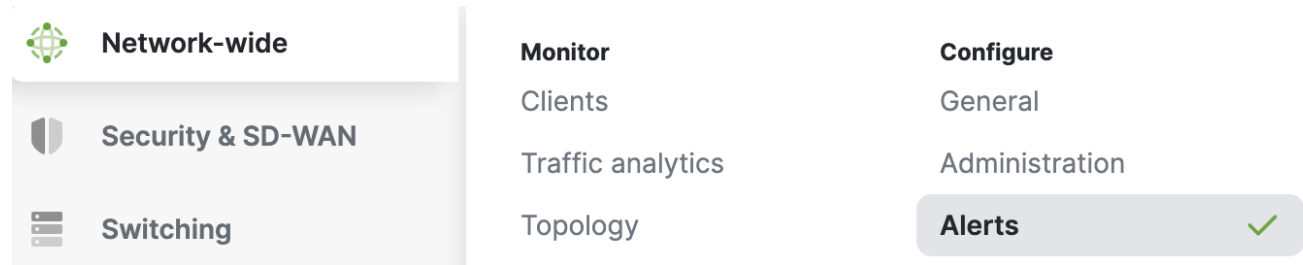 Network-wide
Security & SD-WAN
Switching
Monitor
Clients
Traffic analytics
Topology
Configure
General
Administration
Alerts